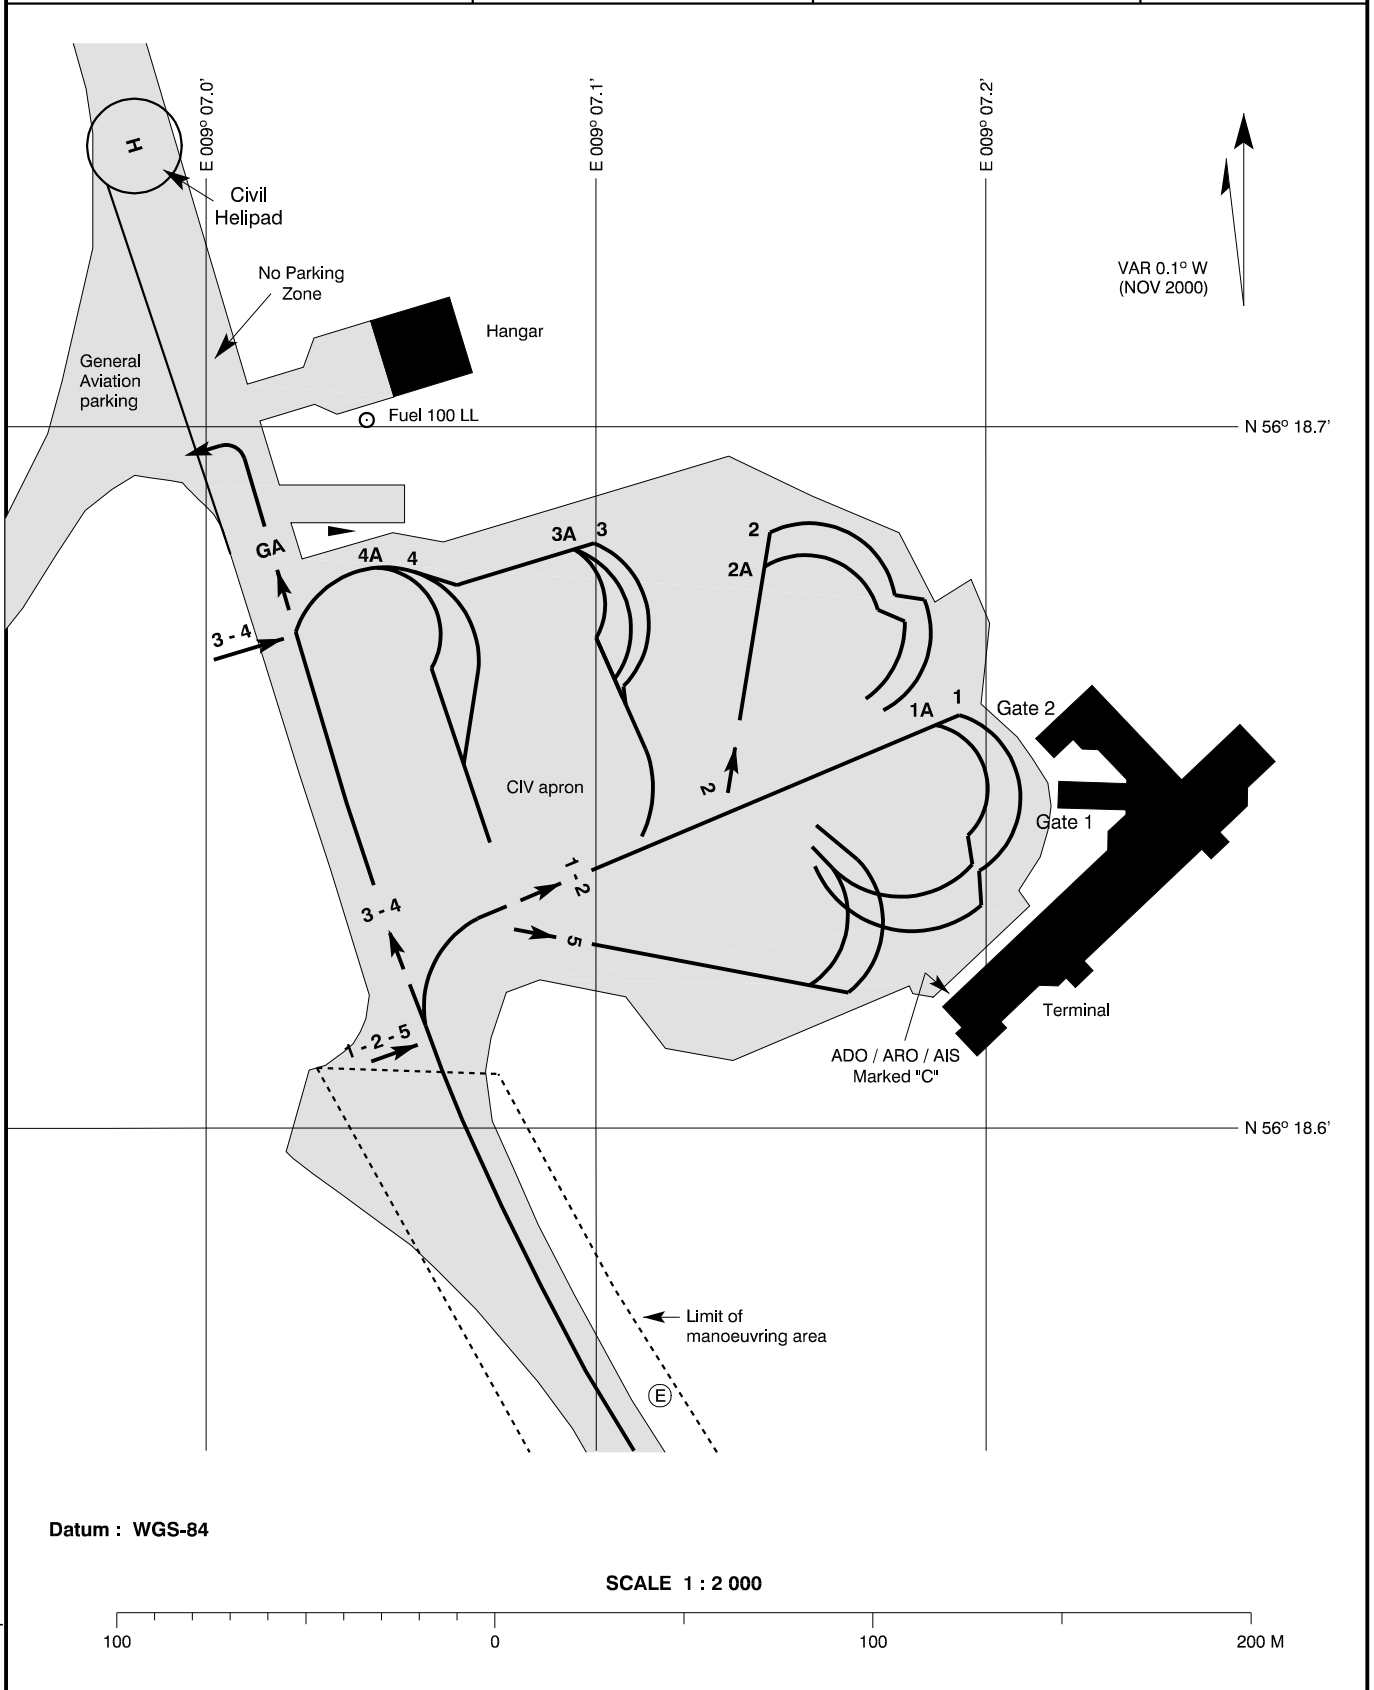 E 009° 07.0'
E 009° 07.1'
E 009° 07.2'
H
Civil
Helipad
VAR 0.1° W
(NOV 2000)
No Parking
Zone
Hangar
General
Aviation
parking
Fuel 100 LL
N 56° 18.7'
GA
4A
4
3A
3
2
2A
3 - 4
1A
1
Gate 2
CIV apron
2
Gate 1
1 - 2
3 - 4
5
1 - 2 - 5
Terminal
ADO / ARO / AIS
Marked "C"
N 56° 18.6'
Limit of
manoeuvring area
E
Datum : WGS-84
SCALE 1 : 2 000
100
0
100
200 M